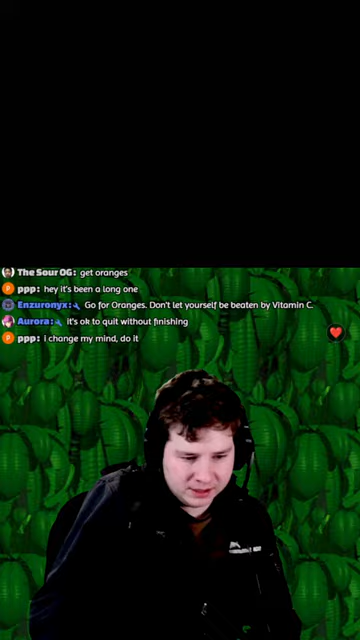 The Sour OG: get oranges
ppp: hey it's been a long one
Enzuronyx: Go for Oranges. Don't let yourself be beaten by Vitamin C.
Aurora: it's ok to quit without finishing
ppp: i change my mind, do it